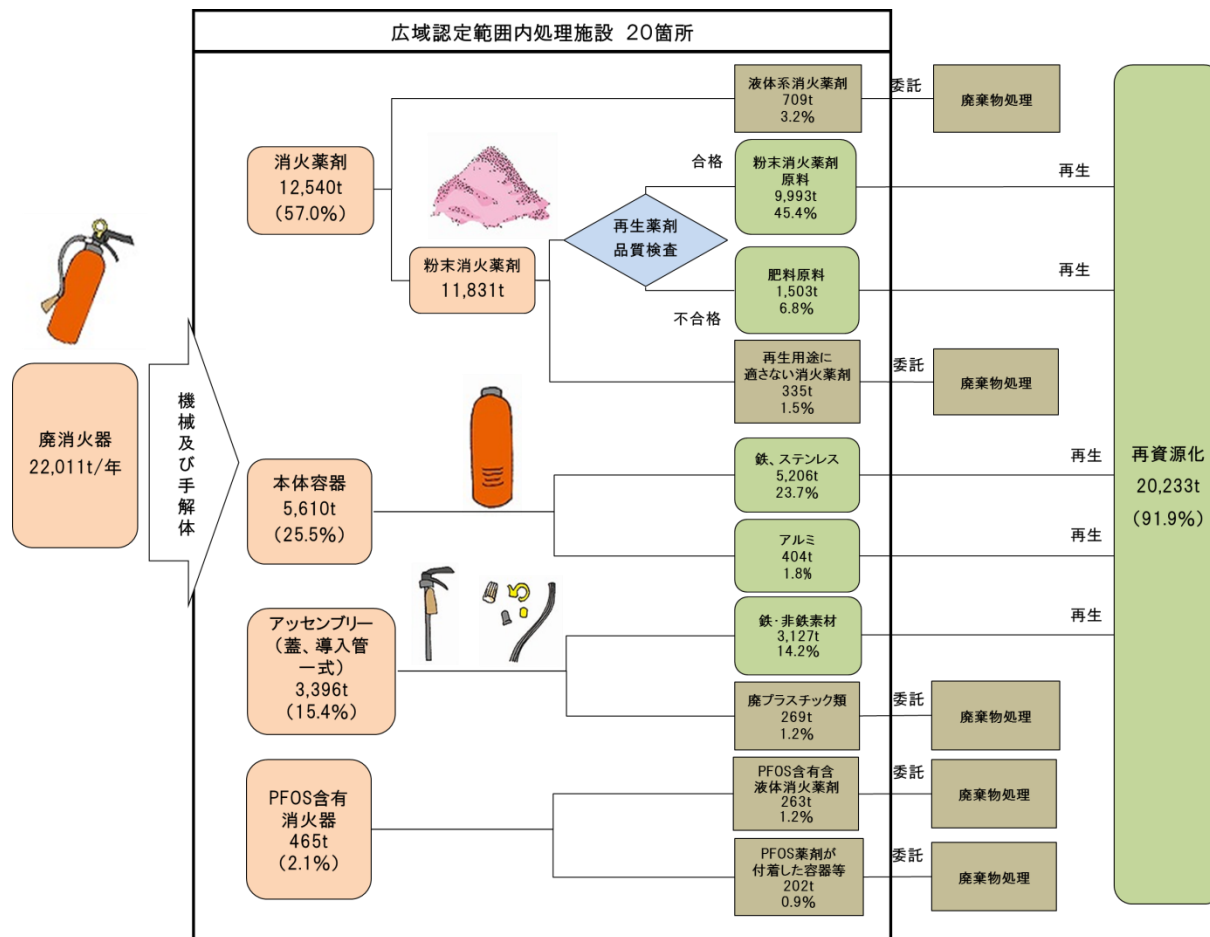 広域認定範囲内処理施設 20箇所
廃消火器
22,011t/年
機械及び手解体
消火薬剤
12,540t
(57.0%)
粉末消火薬剤
11,831t
再生薬剤
品質検査
合格
不合格
液体系消火薬剤
709t
3.2%
委託
廃棄物処理
粉末消火薬剤
原料
9,993t
45.4%
再生
肥料原料
1,503t
6.8%
再生
再生用途に
適さない消火薬剤
335t
1.5%
委託
廃棄物処理
本体容器
5,610t
(25.5%)
鉄、ステンレス
5,206t
23.7%
再生
アルミ
404t
1.8%
再生
アッセンブリー
(蓋、導入管
一式)
3,396t
(15.4%)
鉄・非鉄素材
3,127t
14.2%
再生
廃プラスチック類
269t
1.2%
委託
廃棄物処理
PFOS含有
消火器
465t
(2.1%)
PFOS含有含
液体消火薬剤
263t
1.2%
委託
廃棄物処理
PFOS薬剤が
付着した容器等
202t
0.9%
委託
廃棄物処理
再資源化
20,233t
(91.9%)